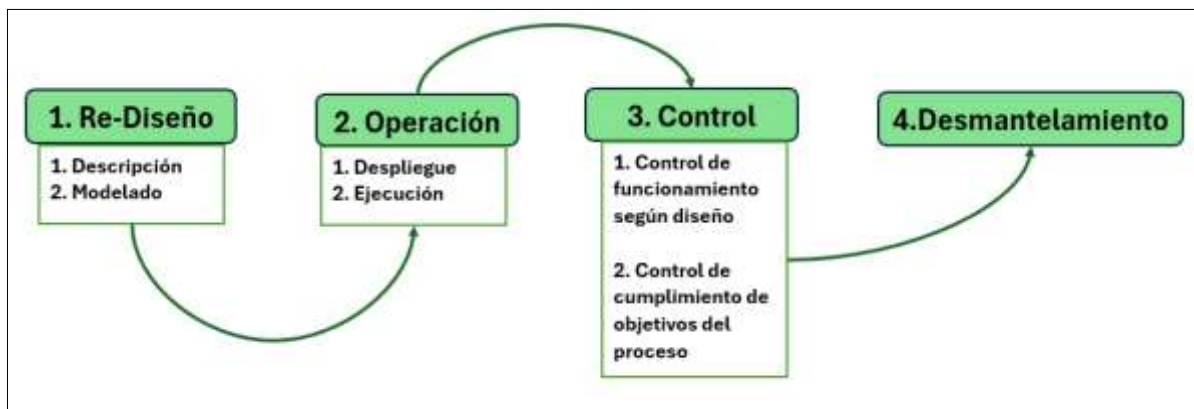 1. Re-Diseño
1. Descripción
2. Modelado
2. Operación
1. Despliegue
2. Ejecución
3. Control
1. Control de
funcionamiento
según diseño
2. Control de
cumplimiento de
objetivos del
proceso
4.Desmantelamiento